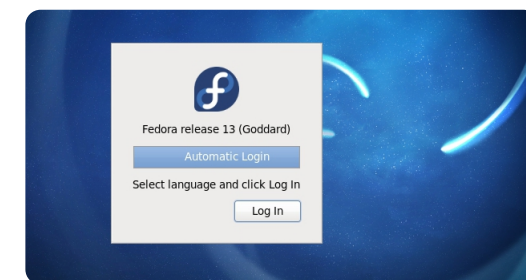 Fedora release 13 (Goddard)
Automatic Login
Select language and click Log In
Log In